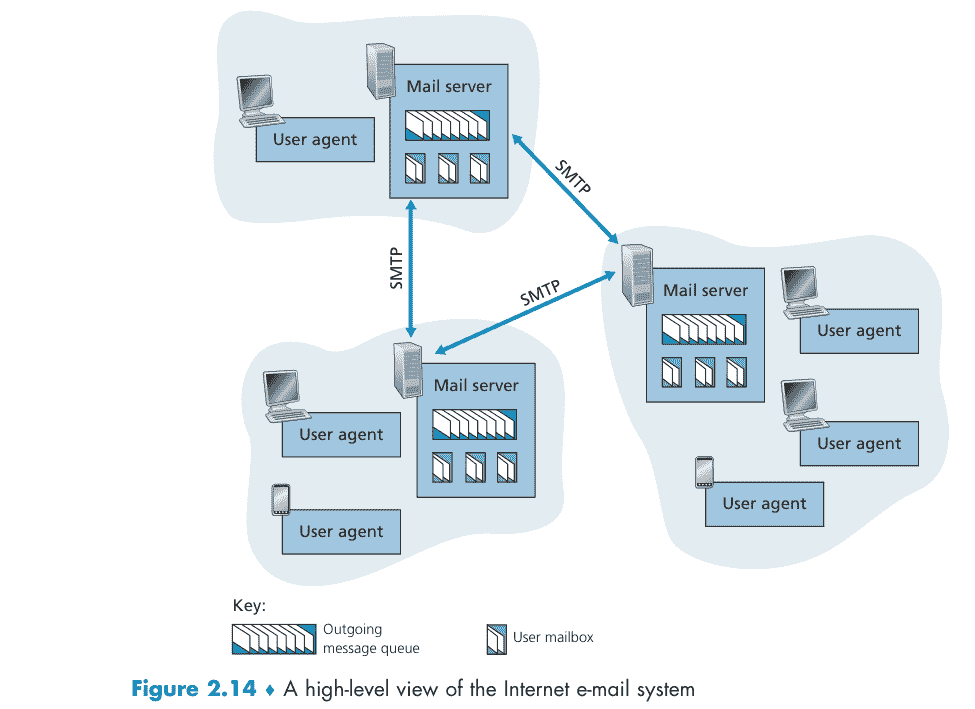 Mail server
User agent
SMTP
SMTP
SMTP
Mail server
User agent
User agent
User agent
Mail server
User agent
User agent
Key:
Outgoing
message queue
User mailbox
Figure 2.14 ♦ A high-level view of the Internet e-mail system